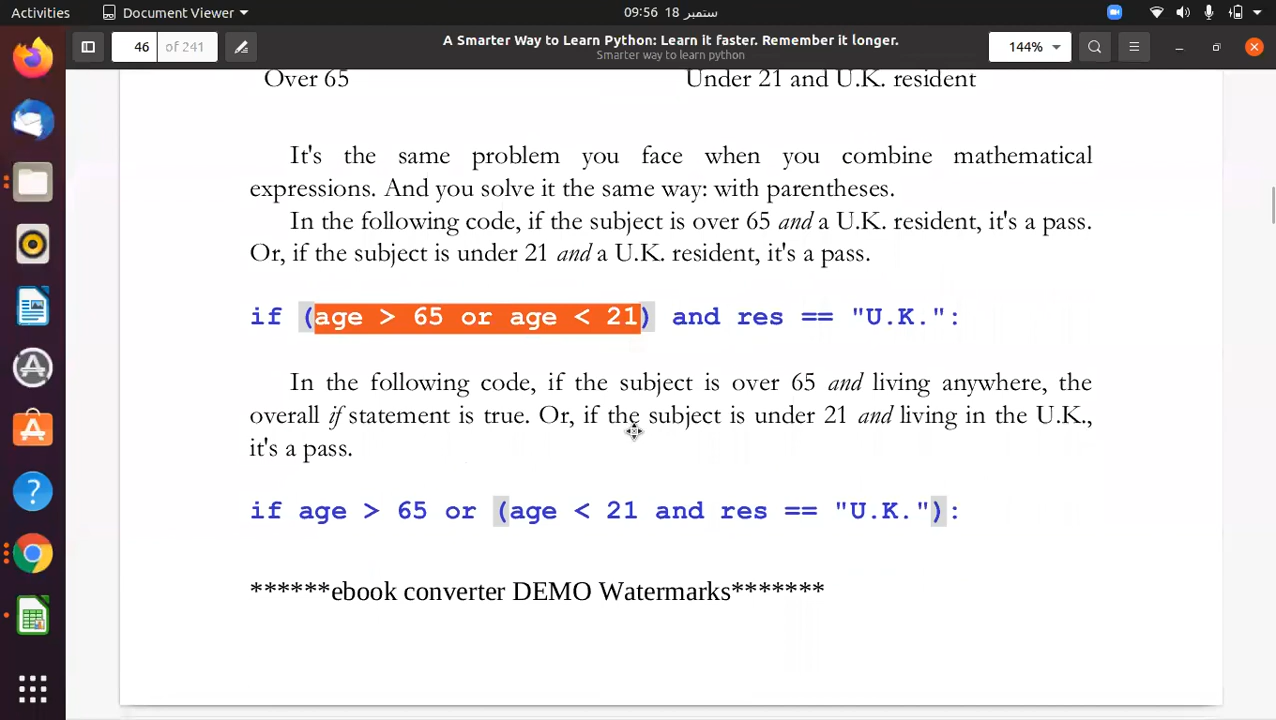 Activities Document Viewer 09:56 18 ستمبر
46 of 241 A Smarter Way to Learn Python: Learn it faster. Remember it longer. 144%
Smarter way to learn python
Over 65 Under 21 and U.K. resident
It's the same problem you face when you combine mathematical
expressions. And you solve it the same way: with parentheses.
In the following code, if the subject is over 65 and a U.K. resident, it's a pass.
Or, if the subject is under 21 and a U.K. resident, it's a pass.
if (age > 65 or age < 21) and res == "U.K.":
In the following code, if the subject is over 65 and living anywhere, the
overall if statement is true. Or, if the subject is under 21 and living in the U.K.,
it's a pass.
if age > 65 or (age < 21 and res == "U.K."):
******ebook converter DEMO Watermarks*******